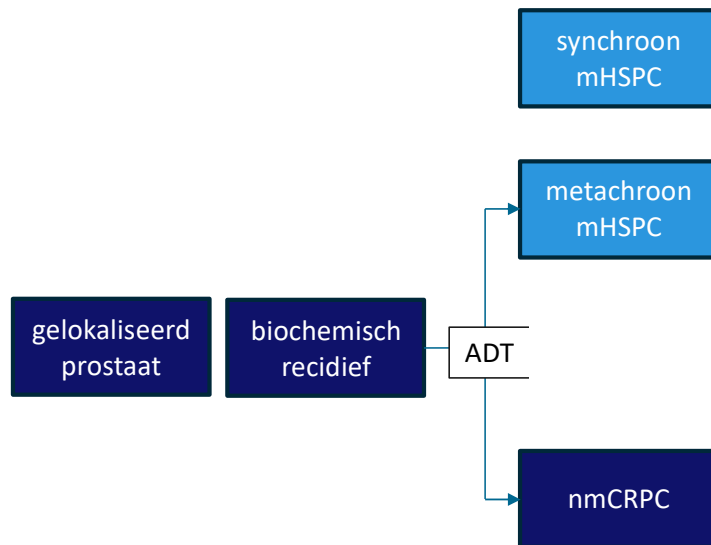 synchroon
mHSPC
metachroon
mHSPC
gelokaliseerd
prostaat
biochemisch
recidief
ADT
nmCRPC